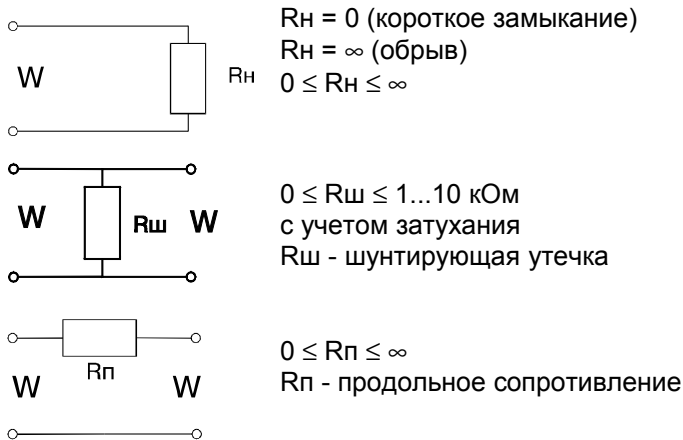 W
Rн
Rн = 0 (короткое замыкание)
Rн = ∞ (обрыв)
0 ≤ Rн ≤ ∞
W
Rш
W
0 ≤ Rш ≤ 1...10 кОм
с учетом затухания
Rш - шунтирующая утечка
Rп
W
W
0 ≤ Rп ≤ ∞
Rп - продольное сопротивление